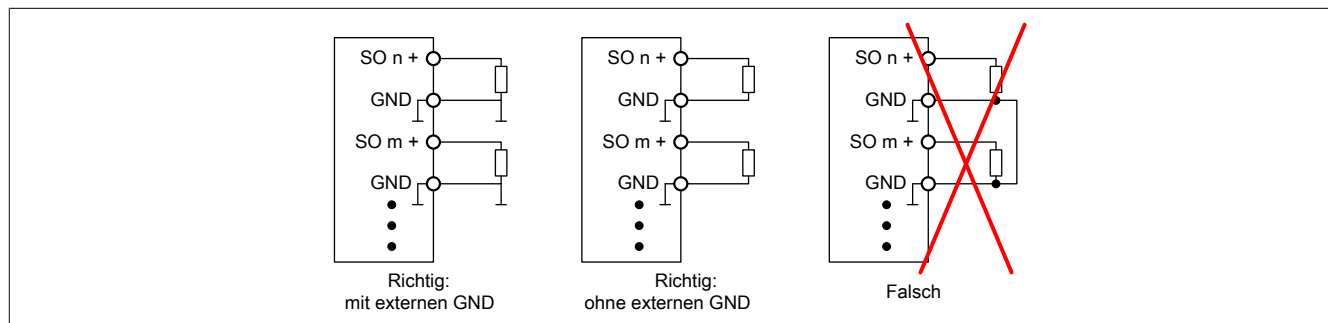 SO n +
GND
SO m +
GND
Richtig:
mit externen GND
SO n +
GND
SO m +
GND
Richtig:
ohne externen GND
SO n +
GND
SO m +
GND
Falsch